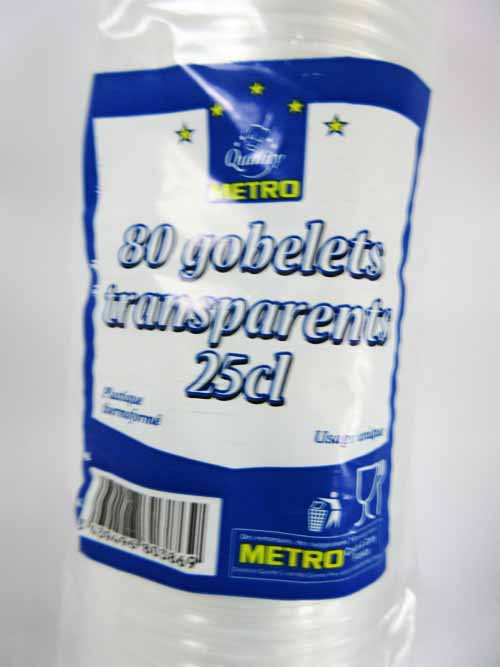 Quality
METRO
80 gobelets
transparents
25cl
Plastique
thermoformé
Usage unique
METRO